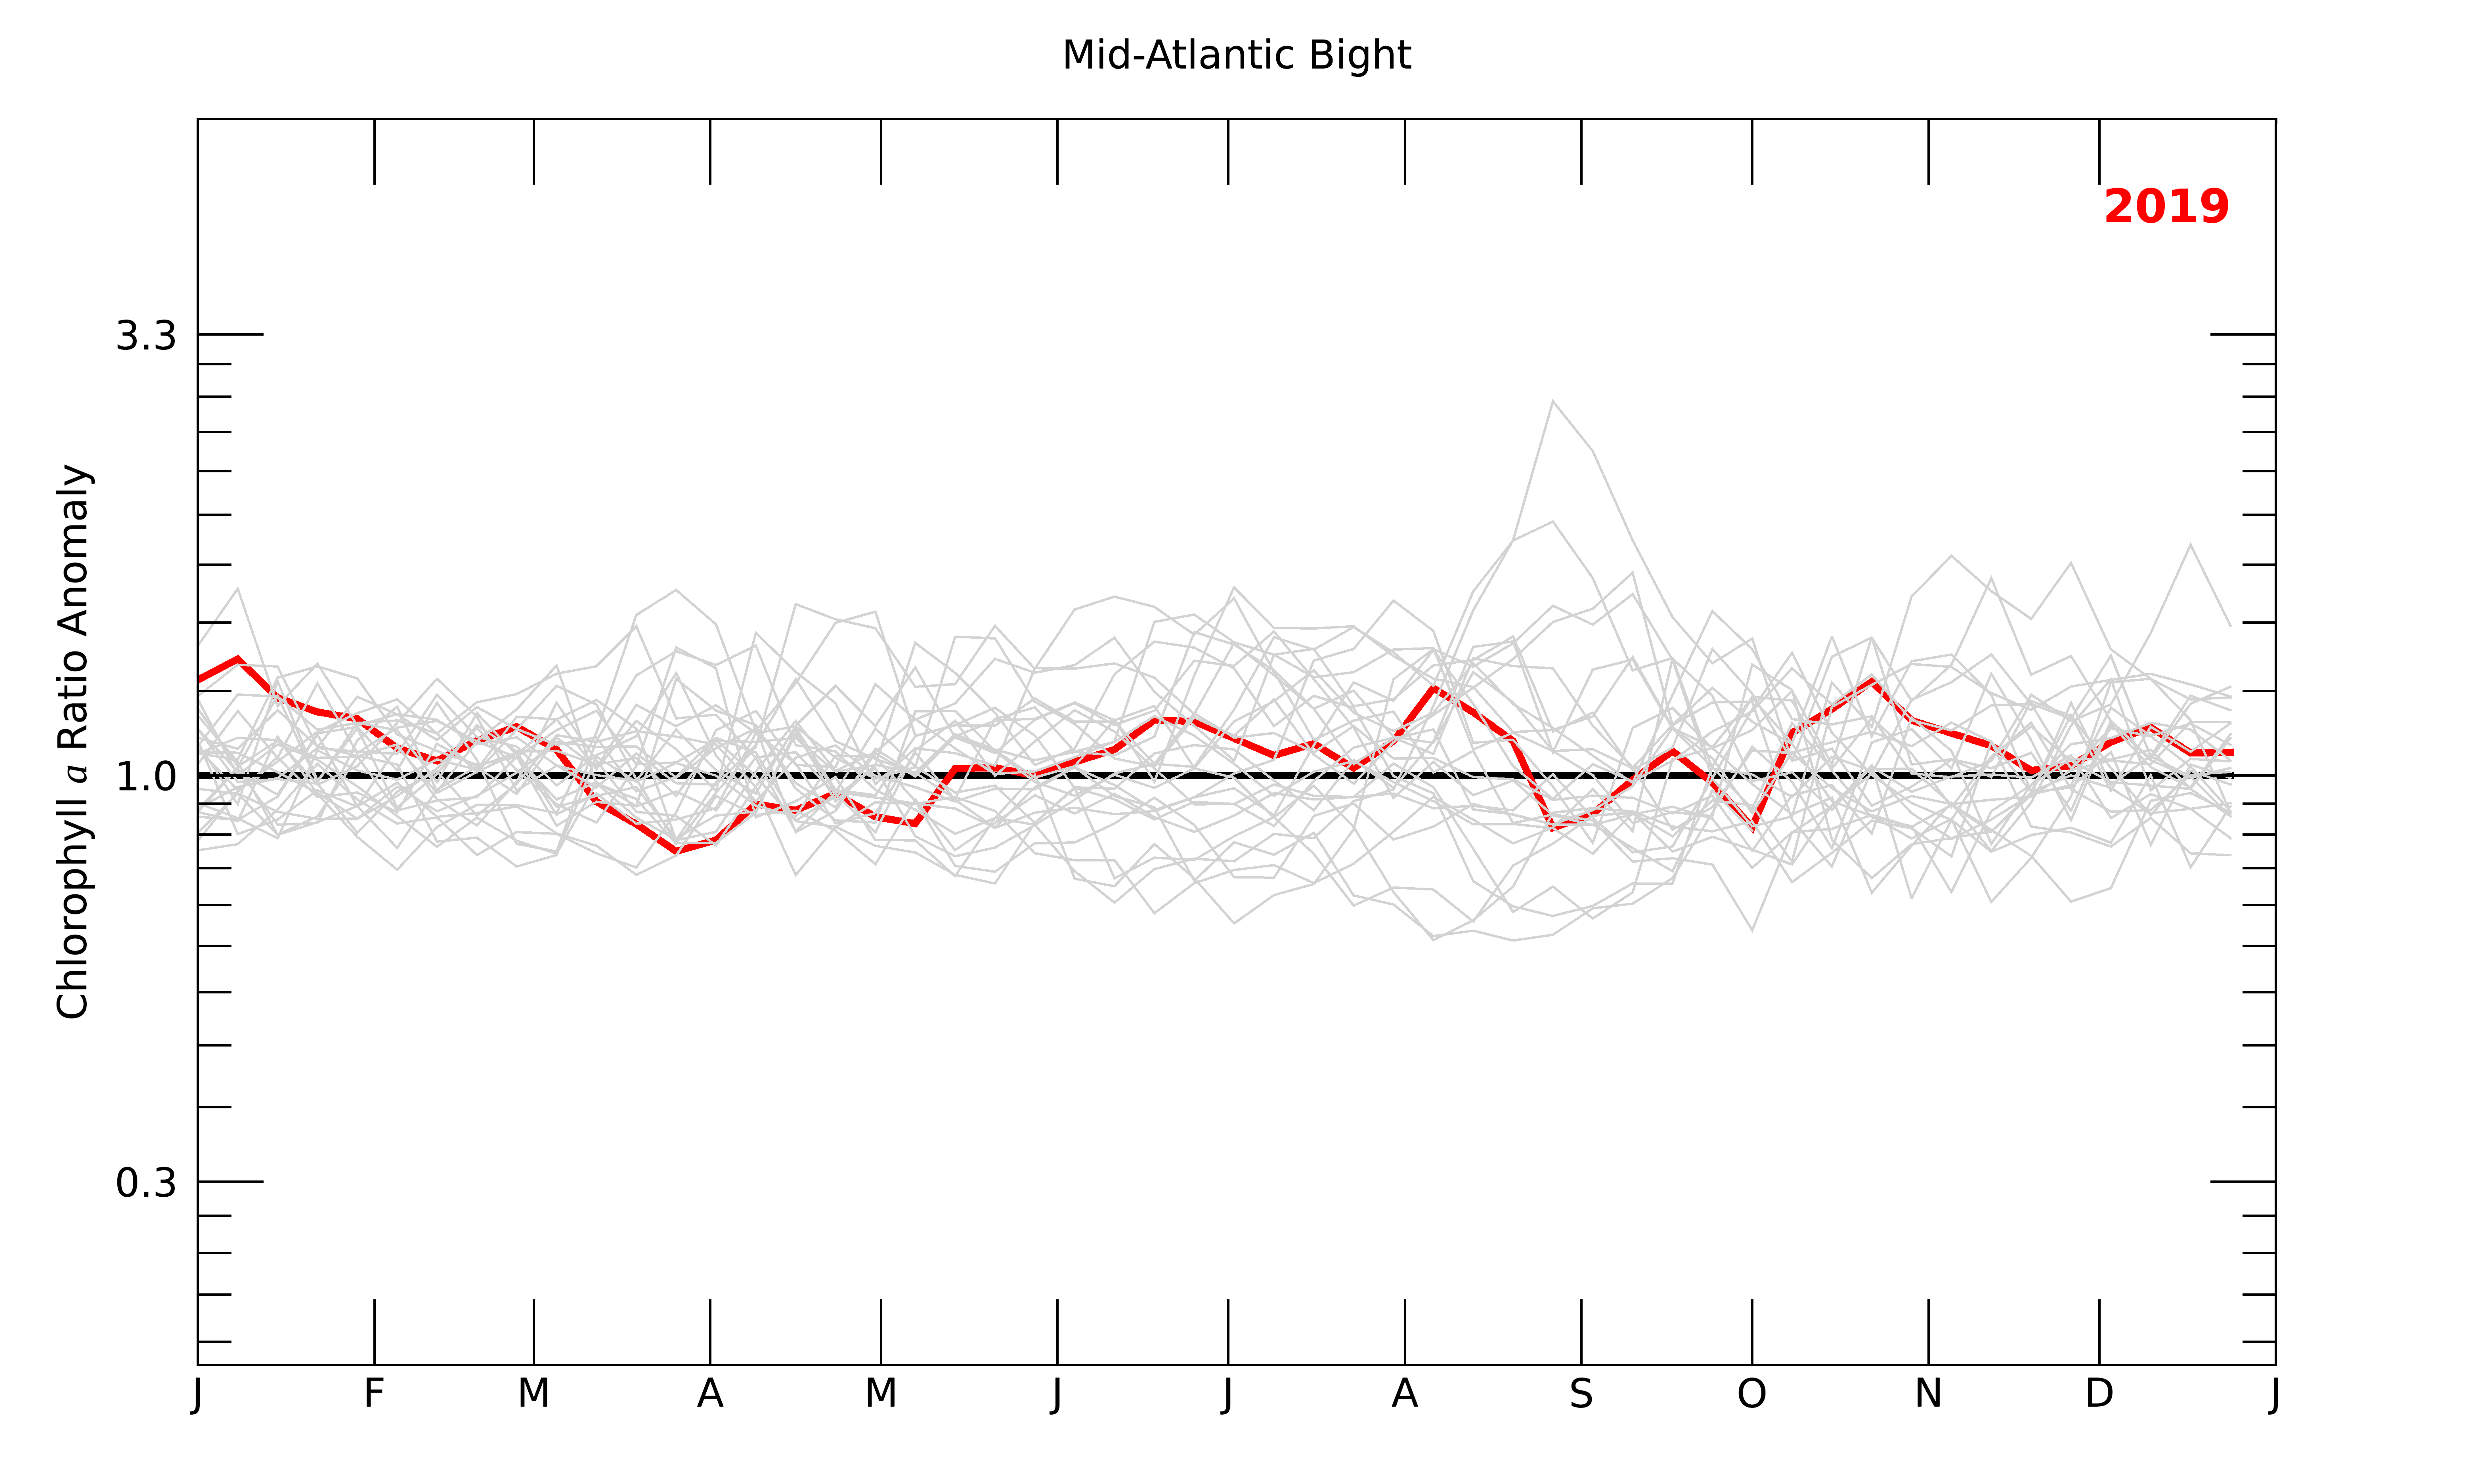 Mid-Atlantic Bight
2019
Chlorophyll a Ratio Anomaly
3.3
1.0
0.3
J F M A M J J A S O N D J